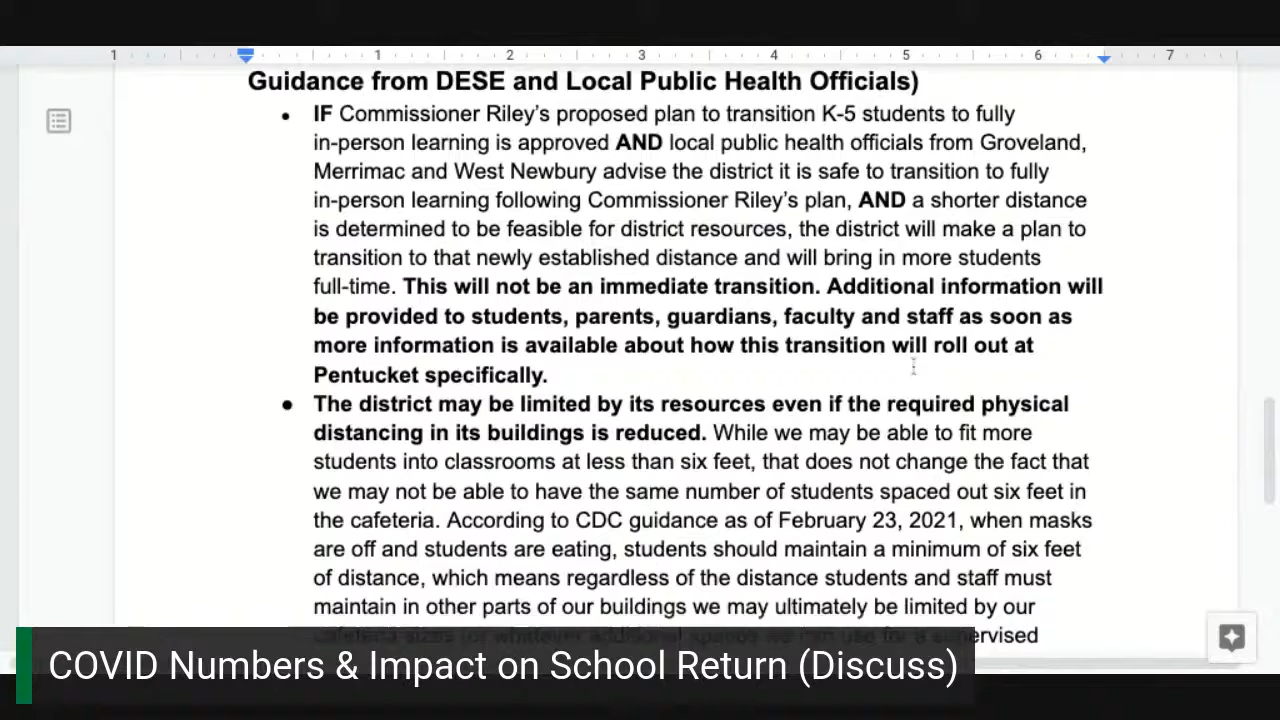 1 1 2 3 4 5 6 7
Guidance from DESE and Local Public Health Officials)
● IF Commissioner Riley's proposed plan to transition K-5 students to fully
in-person learning is approved AND local public health officials from Groveland,
Merrimac and West Newbury advise the district it is safe to transition to fully
in-person learning following Commissioner Riley's plan, AND a shorter distance
is determined to be feasible for district resources, the district will make a plan to
transition to that newly established distance and will bring in more students
full-time. This will not be an immediate transition. Additional information will
be provided to students, parents, guardians, faculty and staff as soon as
more information is available about how this transition will roll out at
Pentucket specifically.
● The district may be limited by its resources even if the required physical
distancing in its buildings is reduced. While we may be able to fit more
students into classrooms at less than six feet, that does not change the fact that
we may not be able to have the same number of students spaced out six feet in
the cafeteria. According to CDC guidance as of February 23, 2021, when masks
are off and students are eating, students should maintain a minimum of six feet
of distance, which means regardless of the distance students and staff must
maintain in other parts of our buildings we may ultimately be limited by our
cafeteria sizes (or whatever additional spaces we can use for a supervised
COVID Numbers & Impact on School Return (Discuss)